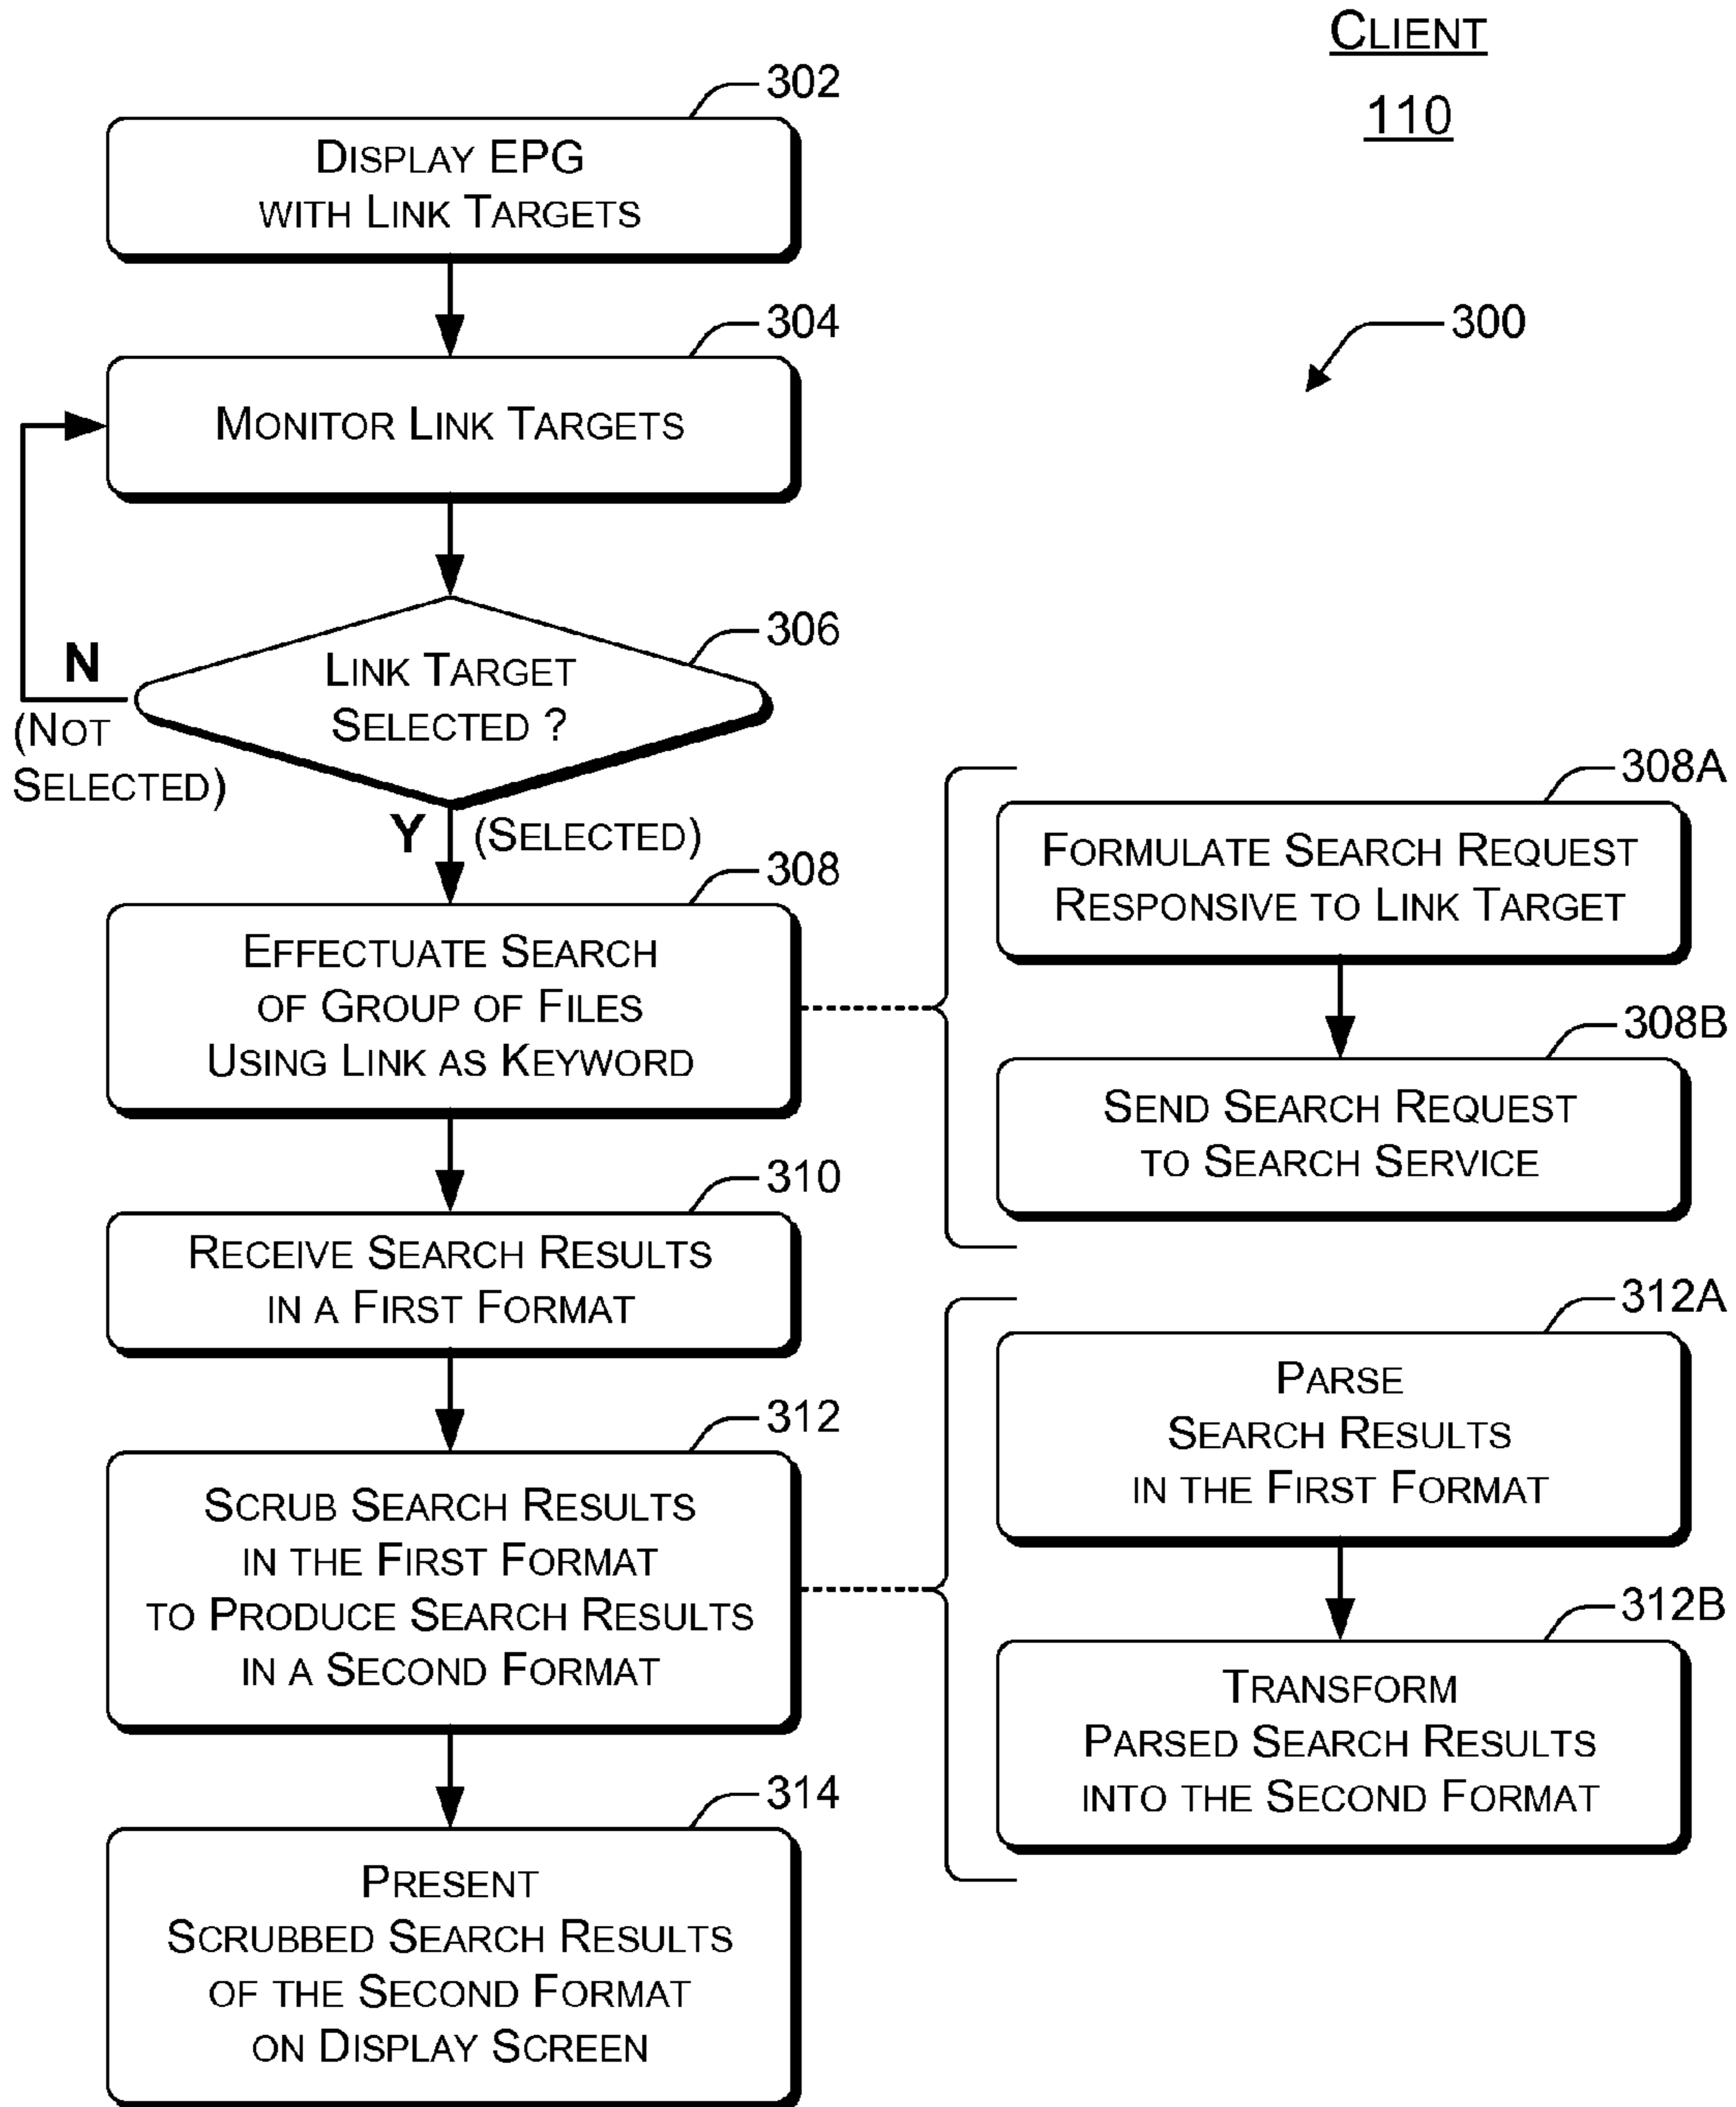 CLIENT
110
302
DISPLAY EPG
WITH LINK TARGETS
304
MONITOR LINK TARGETS
300
306
LINK TARGET
SELECTED ?
N
(NOT
SELECTED)
Y (SELECTED)
308
EFFECTUATE SEARCH
OF GROUP OF FILES
USING LINK AS KEYWORD
308A
FORMULATE SEARCH REQUEST
RESPONSIVE TO LINK TARGET
308B
SEND SEARCH REQUEST
TO SEARCH SERVICE
310
RECEIVE SEARCH RESULTS
IN A FIRST FORMAT
312
SCRUB SEARCH RESULTS
IN THE FIRST FORMAT
TO PRODUCE SEARCH RESULTS
IN A SECOND FORMAT
312A
PARSE
SEARCH RESULTS
IN THE FIRST FORMAT
312B
TRANSFORM
PARSED SEARCH RESULTS
INTO THE SECOND FORMAT
314
PRESENT
SCRUBBED SEARCH RESULTS
OF THE SECOND FORMAT
ON DISPLAY SCREEN